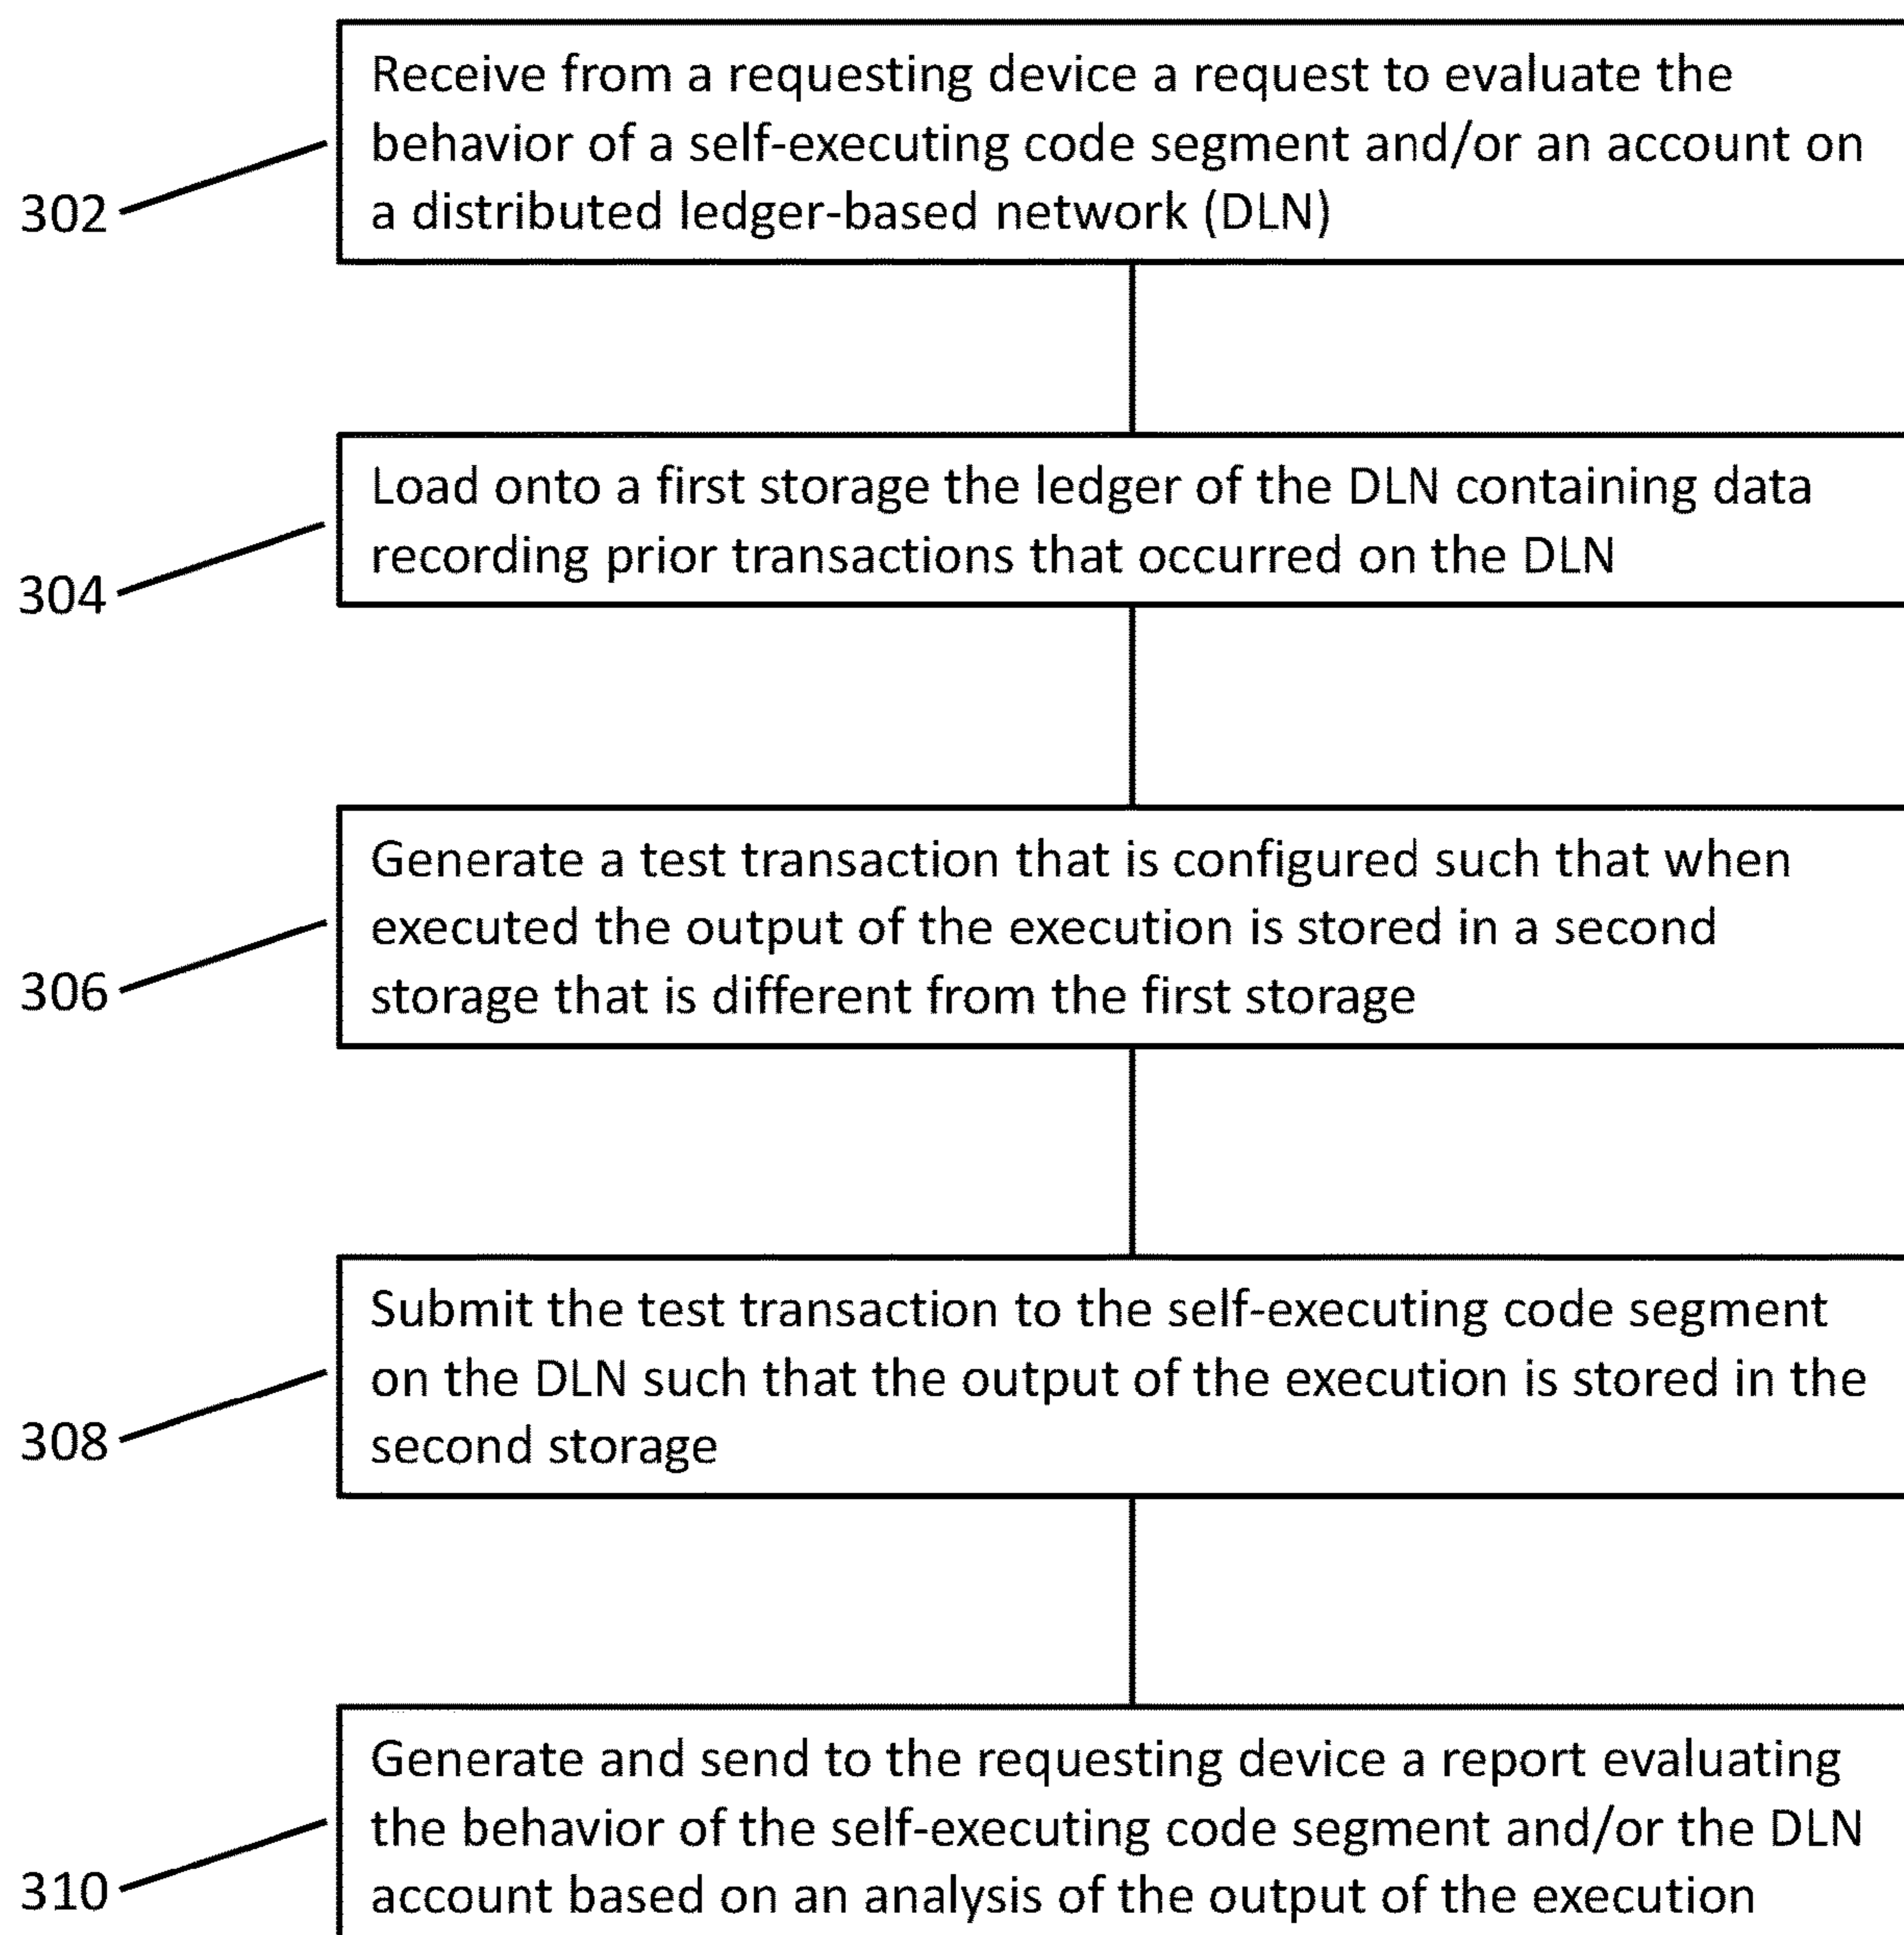 Receive from a requesting device a request to evaluate the
behavior of a self-executing code segment and/or an account on
a distributed ledger-based network (DLN)
302
Load onto a first storage the ledger of the DLN containing data
recording prior transactions that occurred on the DLN
304
Generate a test transaction that is configured such that when
executed the output of the execution is stored in a second
storage that is different from the first storage
306
Submit the test transaction to the self-executing code segment
on the DLN such that the output of the execution is stored in the
second storage
308
Generate and send to the requesting device a report evaluating
the behavior of the self-executing code segment and/or the DLN
account based on an analysis of the output of the execution
310